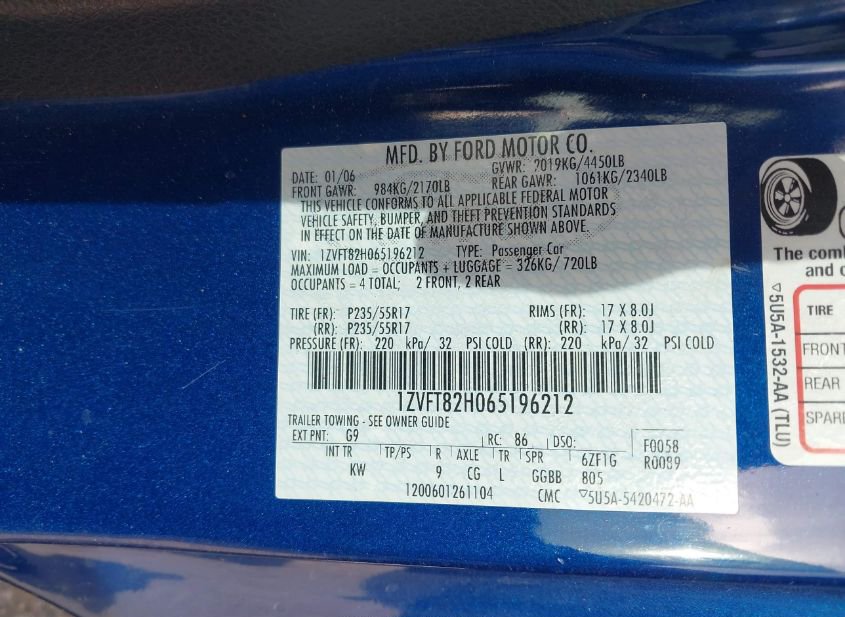 MFD. BY FORD MOTOR CO.
DATE: 01/06 GVWR: 2019KG/4450LB
FRONT GAWR: 984KG/2170LB REAR GAWR: 1061KG/2340LB
THIS VEHICLE CONFORMS TO ALL APPLICABLE FEDERAL MOTOR
VEHICLE SAFETY, BUMPER, AND THEFT PREVENTION STANDARDS
IN EFFECT ON THE DATE OF MANUFACTURE SHOWN ABOVE.
VIN: 1ZVFT82H065196212 TYPE: Passenger Car
MAXIMUM LOAD = OCCUPANTS + LUGGAGE = 326KG/720LB
OCCUPANTS = 4 TOTAL; 2 FRONT, 2 REAR
TIRE (FR): P235/55R17 RIMS (FR): 17 X 8.0J
(RR): P235/55R17 (RR): 17 X 8.0J
PRESSURE (FR): 220 kPa/ 32 PSI COLD (RR): 220 kPa/ 32 PSI COLD
1ZVFT82H065196212
TRAILER TOWING - SEE OWNER GUIDE
EXT PNT: G9 RC: 86 DSO: F0058
INT TR TP/PS R AXLE TR SPR 6ZF1G R0089
KW 9 CG L GGBB 805
1200601261104 CMC ▽5U5A-5420472-AA
The comb
and o
▽5U5A-1532-AA (TLU)
TIRE
FRONT
REAR
SPARE